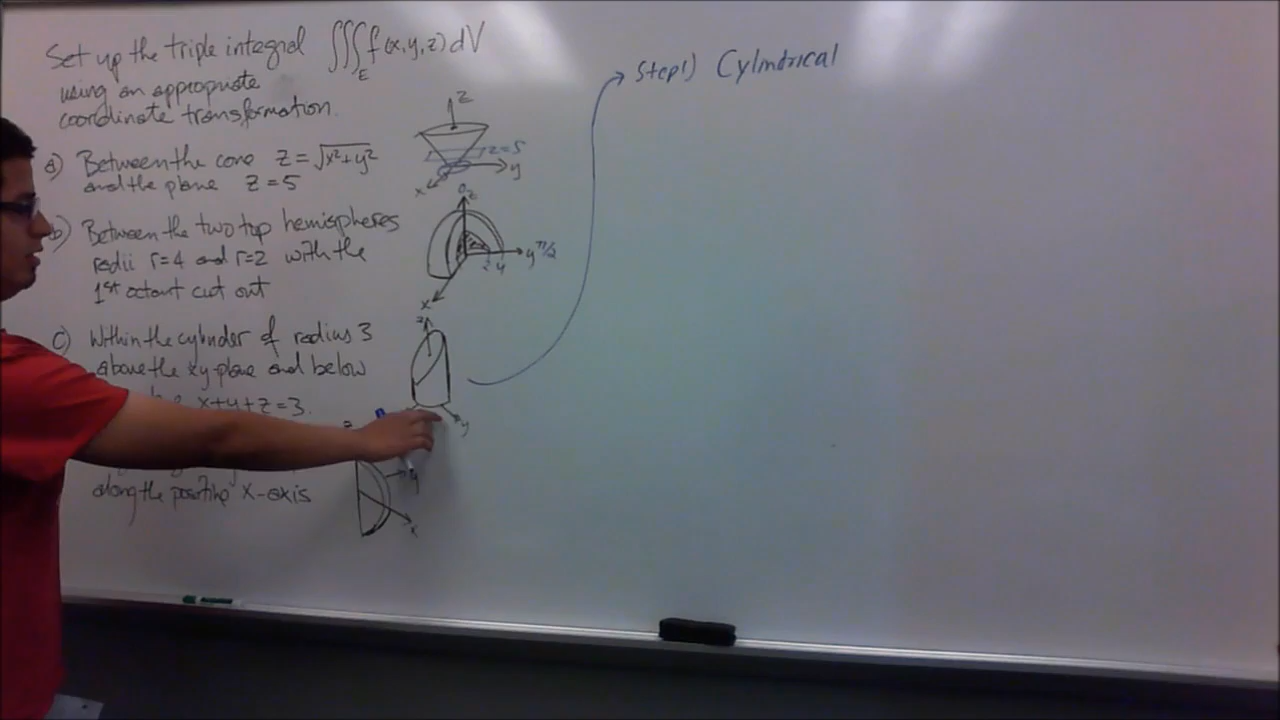 Set up the triple integral ∭_E f(x,y,z) dV
using an appropriate
coordinate transformation.
a) Between the cone z = √x²+y²
and the plane z = 5
z
z=5
y
x
b) Between the two top hemispheres
radii r=4 and r=2 with the
1st octant cut out
0 z
2 4
y π/2
x
c) Within the cylinder of radius 3
above the xy-plane and below
x+y+z=3.
z
y
along the positive x-axis
z
y
x
Step1) Cylindrical